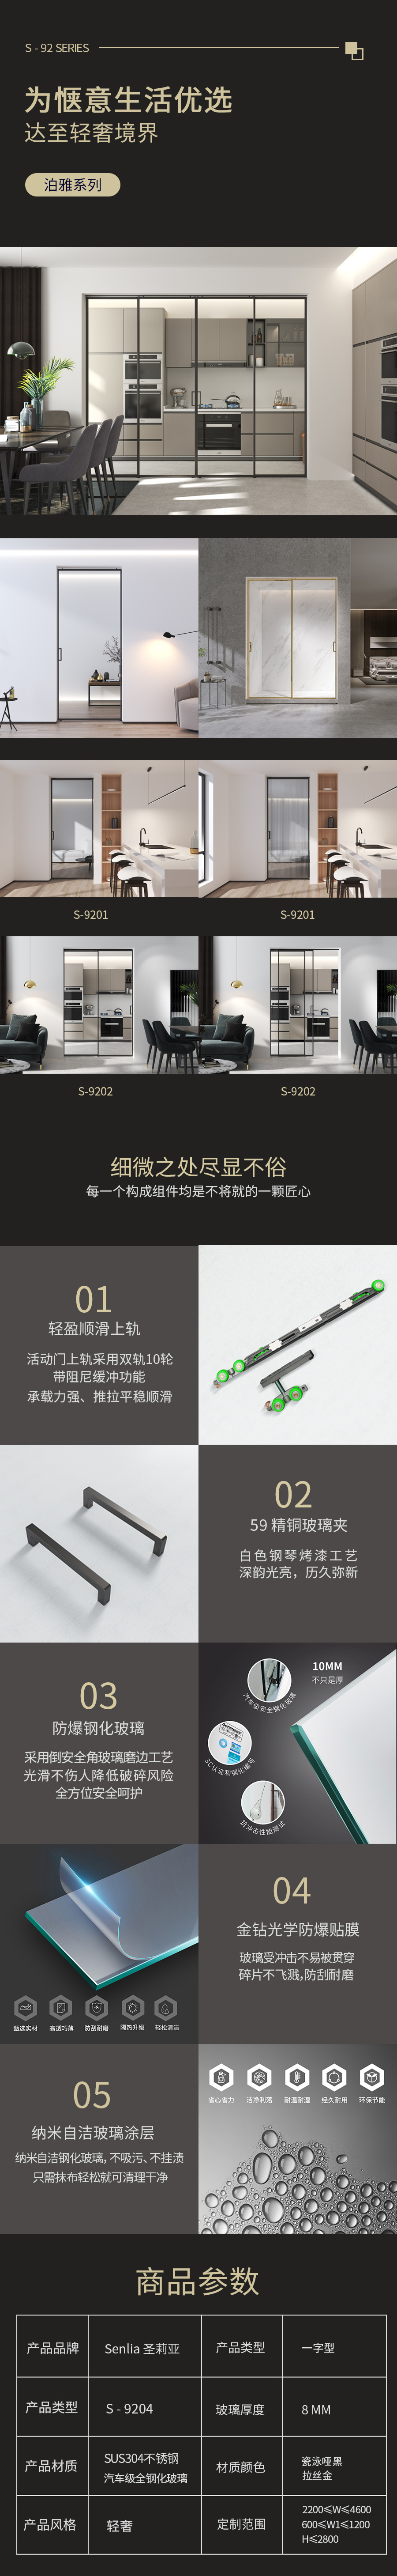 S - 92 SERIES
为惬意生活优选
达至轻奢境界
泊雅系列
S-9201
S-9201
S-9202
S-9202
细微之处尽显不俗
每一个构成组件均是不将就的一颗匠心
01
轻盈顺滑上轨
活动门上轨采用双轨10轮
带阻尼缓冲功能
承载力强、推拉平稳顺滑
02
59 精铜玻璃夹
白色钢琴烤漆工艺
深韵光亮，历久弥新
03
防爆钢化玻璃
采用倒安全角玻璃磨边工艺
光滑不伤人降低破碎风险
全方位安全呵护
10MM
不只是厚
汽车级安全钢化玻璃
3C认证和钢化编号
抗冲击性能测试
甄选实材
高透巧薄
防刮耐磨
隔热升级
轻松清洁
04
金钻光学防爆贴膜
玻璃受冲击不易被贯穿
碎片不飞溅,防刮耐磨
05
纳米自洁玻璃涂层
纳米自洁钢化玻璃，不吸污、不挂渍
只需抹布轻松就可清理干净
省心省力
洁净利落
耐温耐湿
经久耐用
环保节能
商品参数
产品品牌
Senlia 圣莉亚
产品类型
一字型
产品类型
S - 9204
玻璃厚度
8 MM
产品材质
SUS304不锈钢
汽车级全钢化玻璃
材质颜色
瓷泳哑黑
拉丝金
产品风格
轻奢
定制范围
2200≤W≤4600
600≤W1≤1200
H≤2800